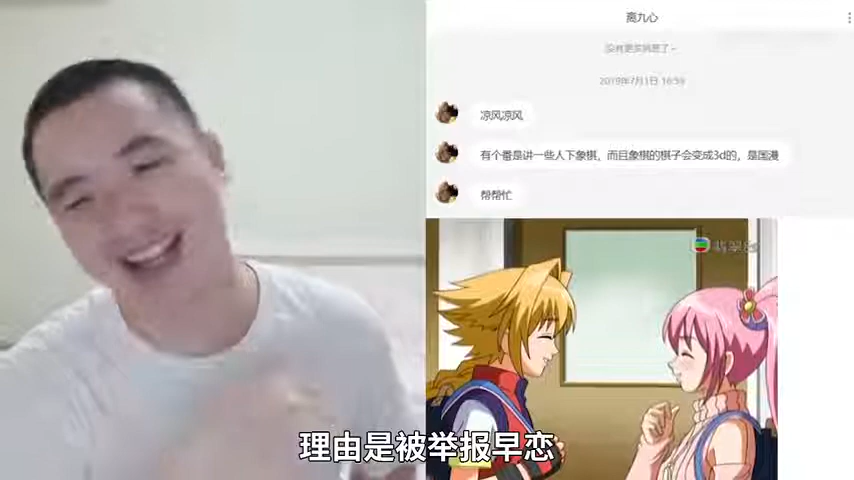 离九心
没有更多消息了~
2019年7月1日 16:59
凉风凉风
有个番是讲一些人下象棋，而且象棋的棋子会变成3d的，是国漫
帮帮忙
翡翠台
理由是被举报早恋